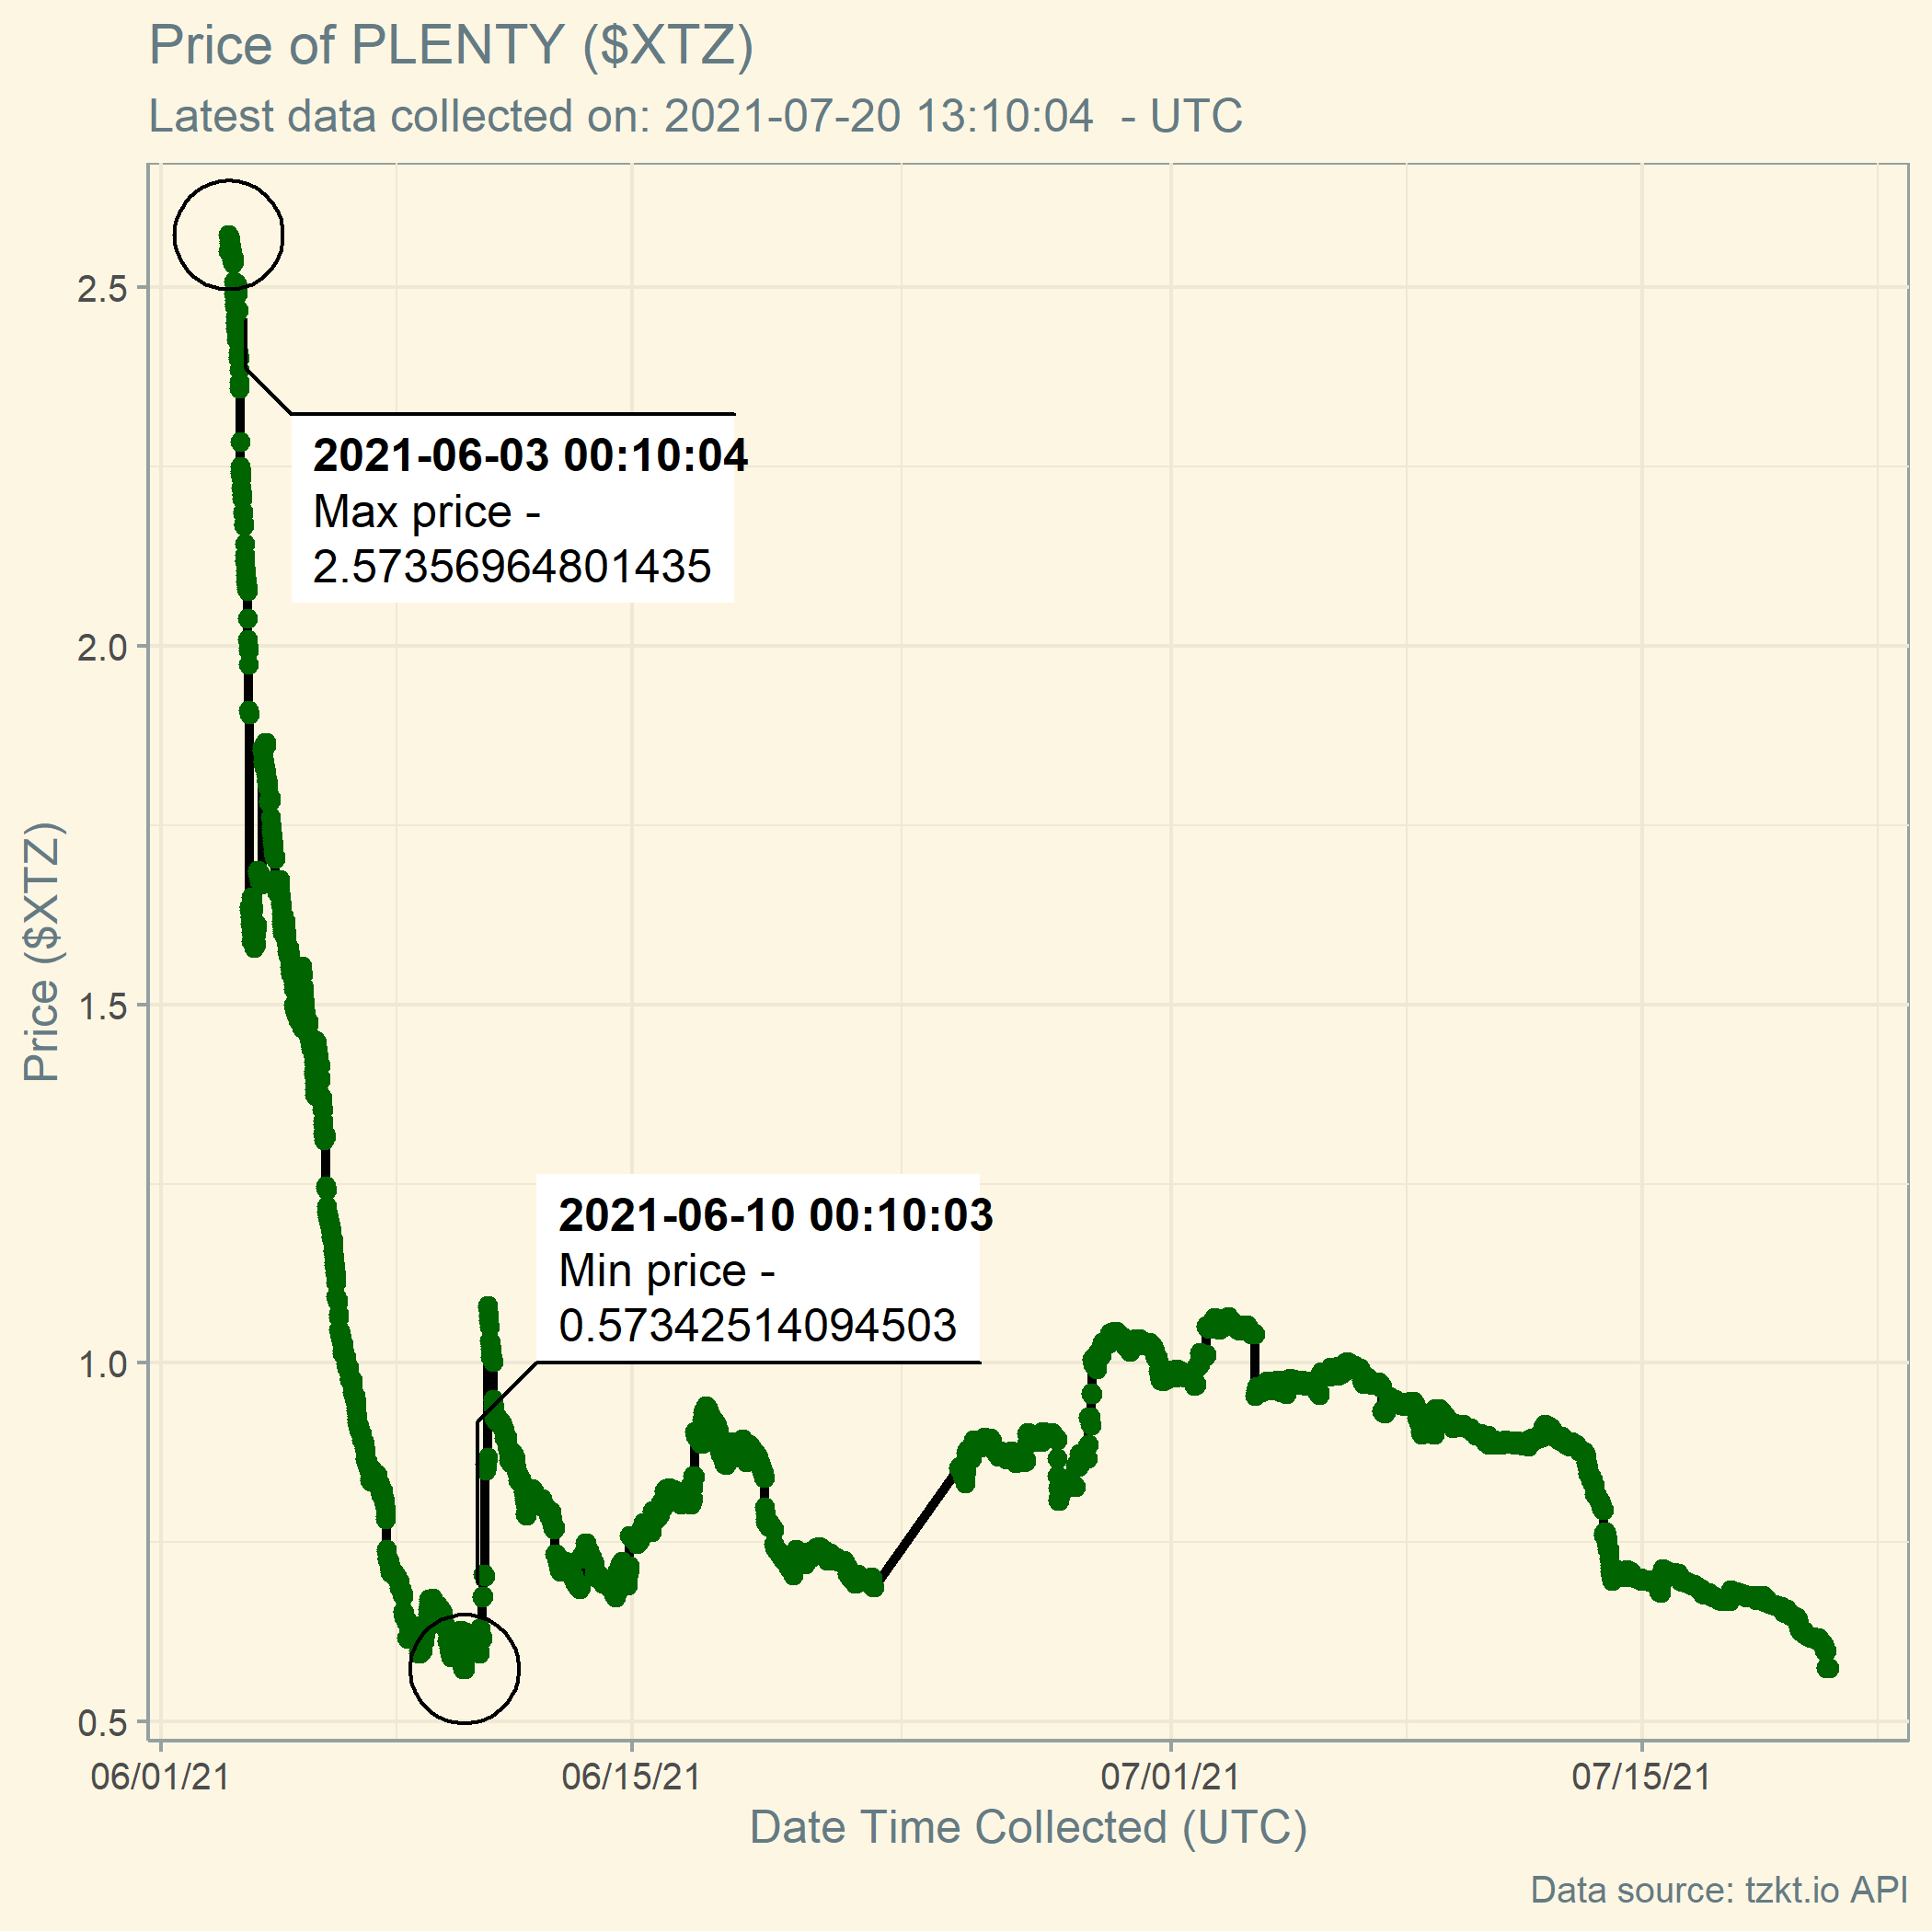 Price of PLENTY ($XTZ)
Latest data collected on: 2021-07-20 13:10:04  - UTC
2.5
2.0
1.5
1.0
0.5
Price ($XTZ)
2021-06-03 00:10:04
Max price -
2.57356964801435
2021-06-10 00:10:03
Min price -
0.57342514094503
06/01/21
06/15/21
07/01/21
07/15/21
Date Time Collected (UTC)
Data source: tzkt.io API